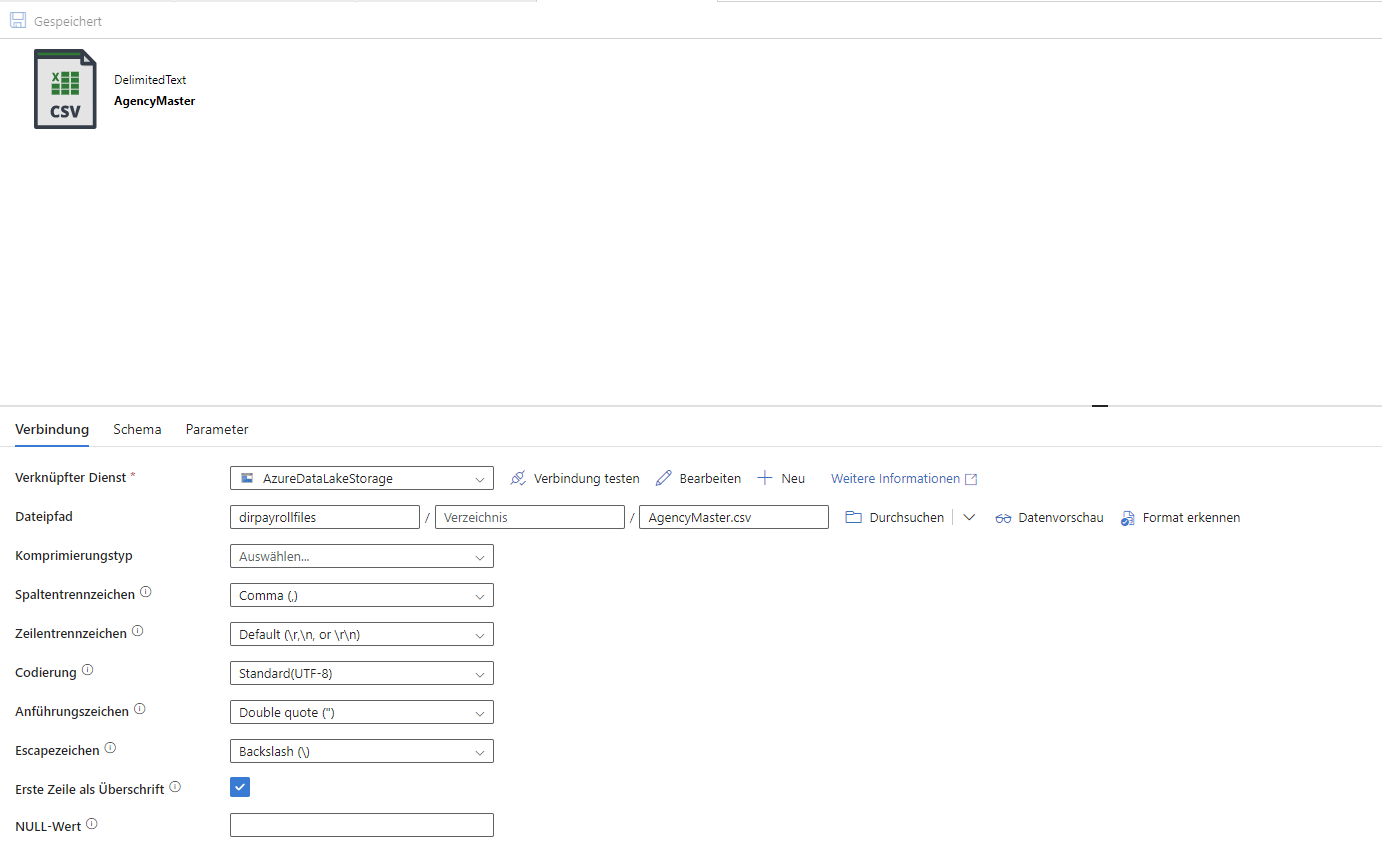 Gespeichert
X
CSV
DelimitedText
AgencyMaster
Verbindung Schema Parameter
Verknüpfter Dienst * AzureDataLakeStorage Verbindung testen Bearbeiten Neu Weitere Informationen
Dateipfad dirpayrollfiles / Verzeichnis / AgencyMaster.csv Durchsuchen Datenvorschau Format erkennen
Komprimierungstyp Auswählen...
Spaltentrennzeichen Comma (,)
Zeilentrennzeichen Default (\r,\n, or \r\n)
Codierung Standard(UTF-8)
Anführungszeichen Double quote (")
Escapezeichen Backslash (\)
Erste Zeile als Überschrift
NULL-Wert